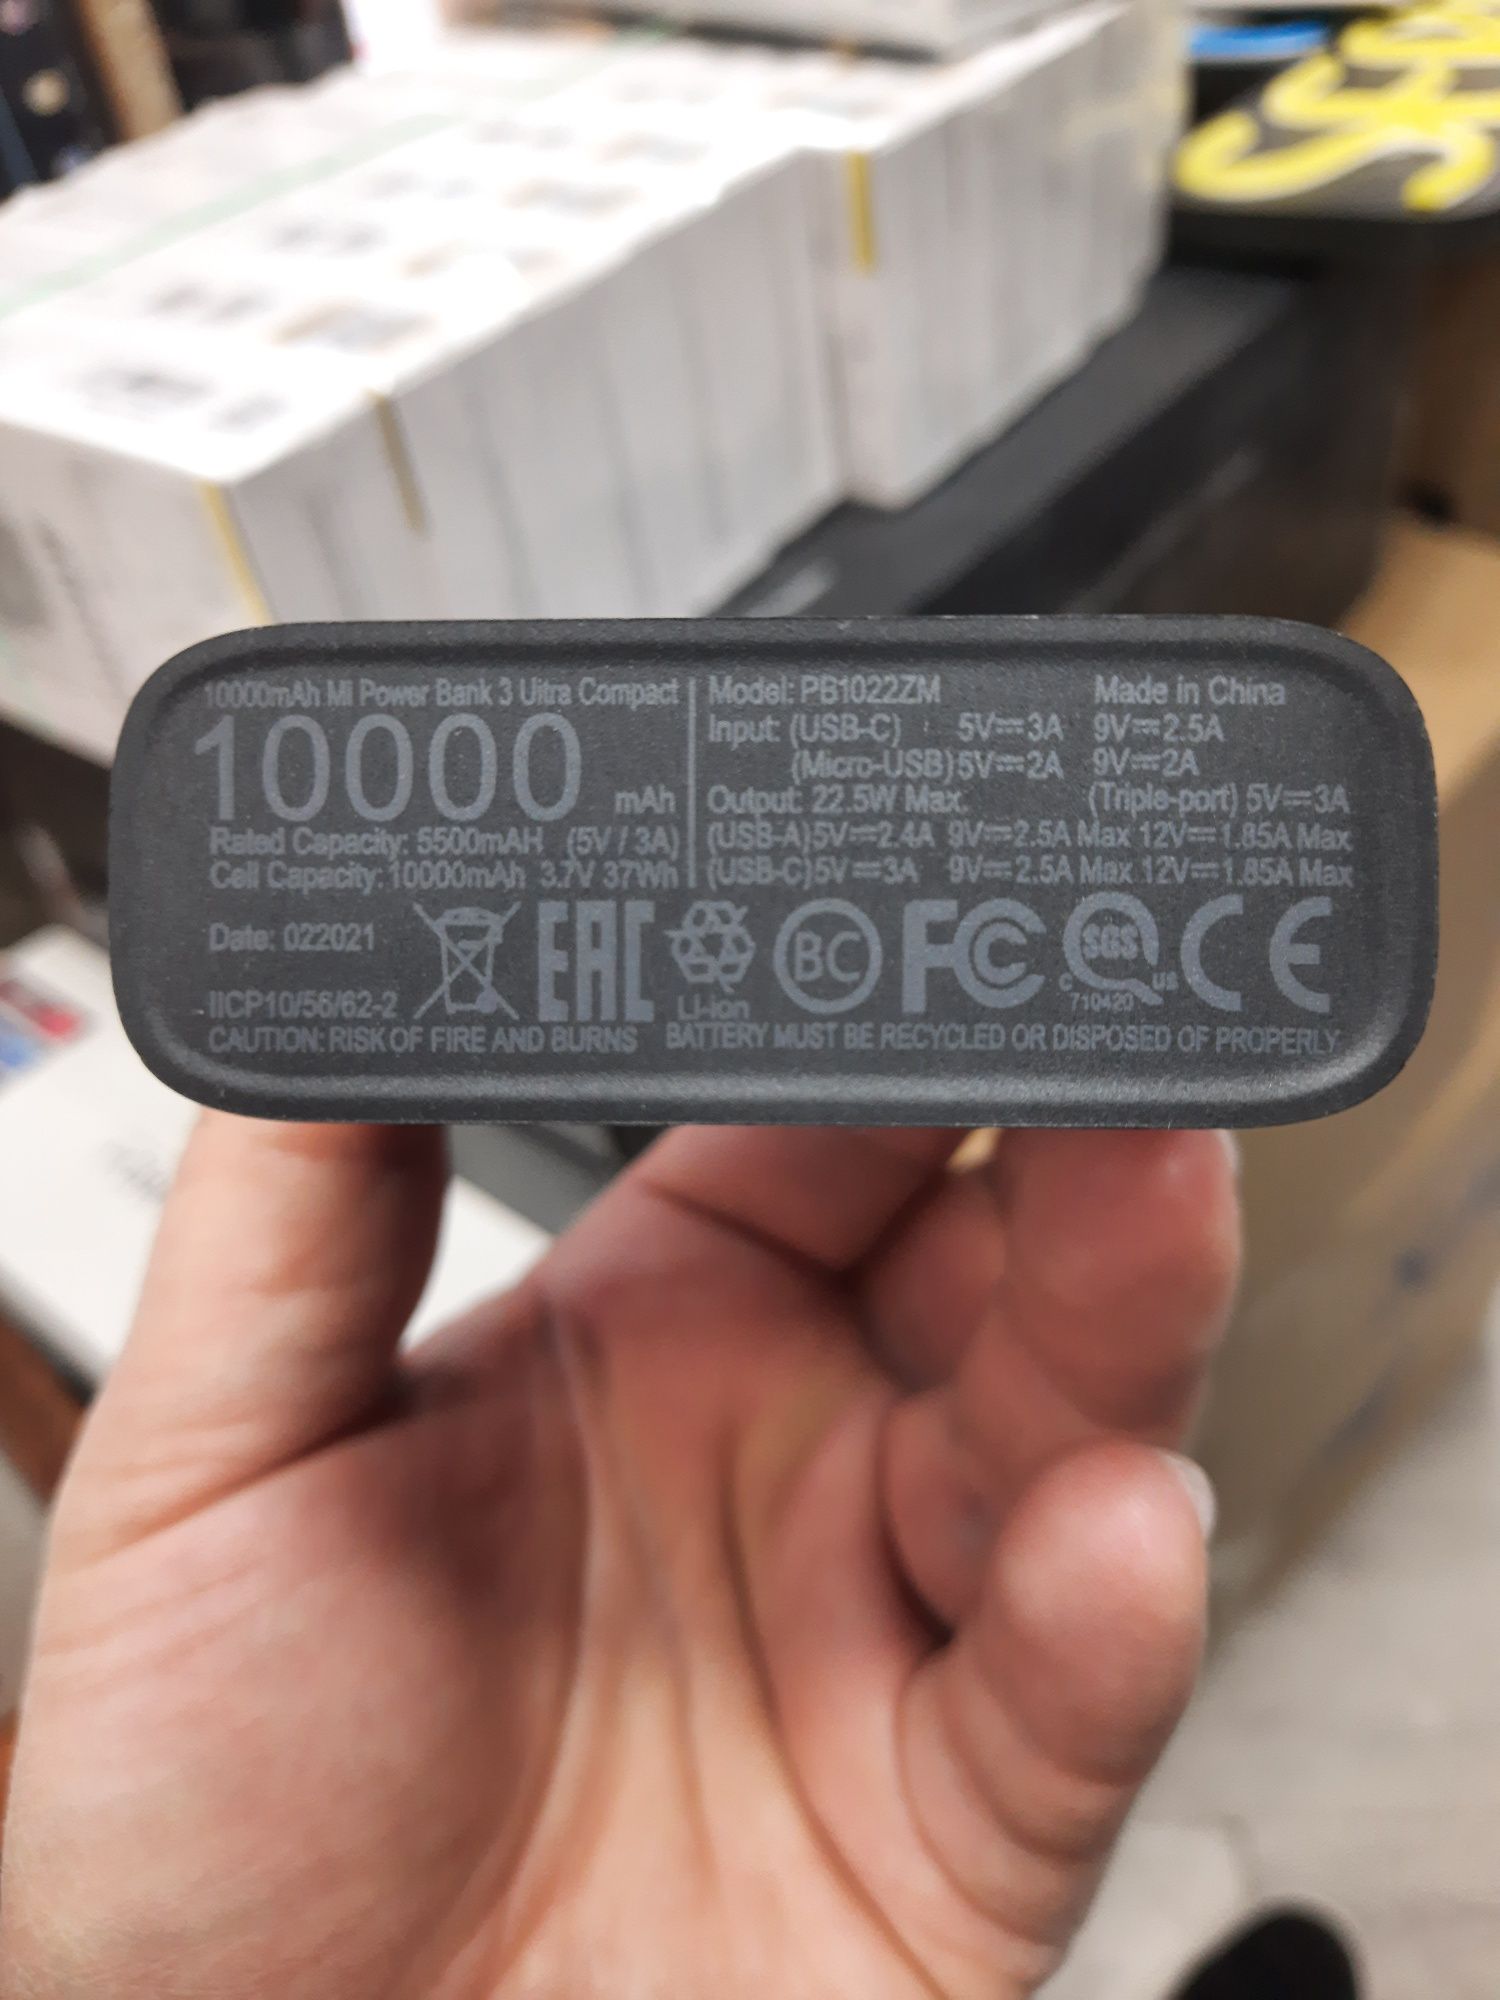 10000mAh MI Power Bank 3 Ultra Compact
10000 mAh
Rated Capacity: 5500mAH (5V / 3A)
Cell Capacity: 10000mAh 3.7V 37Wh
Model: PB1022ZM Made in China
Input: (USB-C) 5V⎓3A 9V⎓2.5A
(Micro-USB) 5V⎓2A 9V⎓2A
Output: 22.5W Max. (Triple-port) 5V⎓3A
(USB-A) 5V⎓2.4A 9V⎓2.5A Max 12V⎓1.85A Max
(USB-C) 5V⎓3A 9V⎓2.5A Max 12V⎓1.85A Max
Date: 022021
IICP10/56/62-2
EAC
Li-ion
BC
FC
SGS
c us
710420
CE
CAUTION: RISK OF FIRE AND BURNS BATTERY MUST BE RECYCLED OR DISPOSED OF PROPERLY